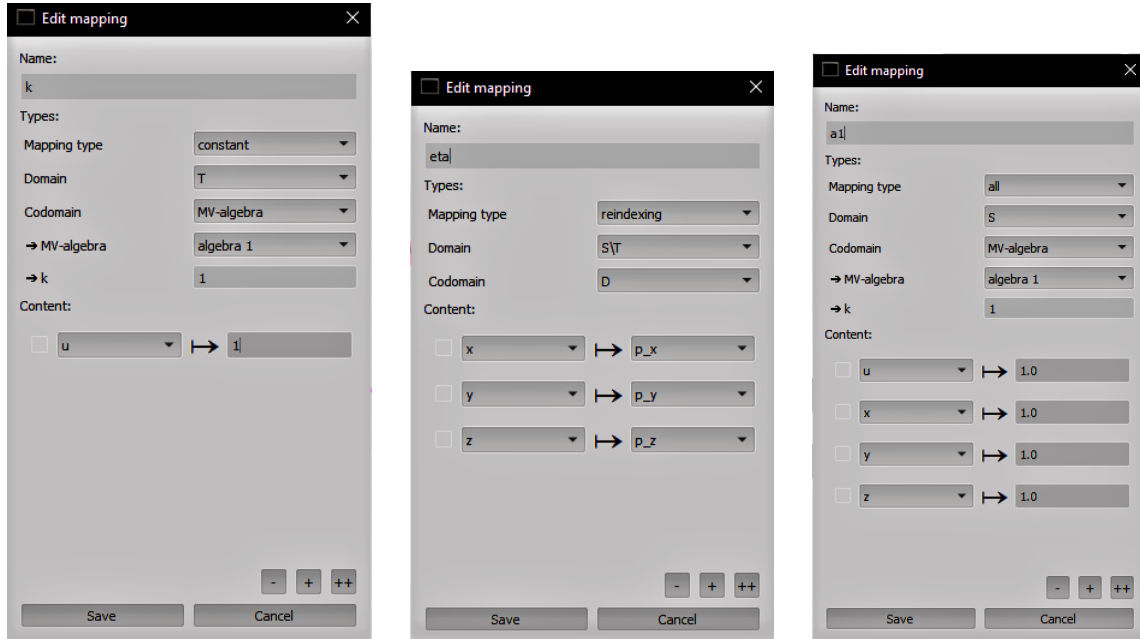 Edit mapping
Name:
k
Types:
Mapping type constant
Domain T
Codomain MV-algebra
➔ MV-algebra algebra 1
➔ k 1
Content:
u ↦ 1
- + ++
Save Cancel
Edit mapping
Name:
eta
Types:
Mapping type reindexing
Domain S\T
Codomain D
Content:
x ↦ p_x
y ↦ p_y
z ↦ p_z
- + ++
Save Cancel
Edit mapping
Name:
a1
Types:
Mapping type all
Domain S
Codomain MV-algebra
➔ MV-algebra algebra 1
➔ k 1
Content:
u ↦ 1.0
x ↦ 1.0
y ↦ 1.0
z ↦ 1.0
- + ++
Save Cancel